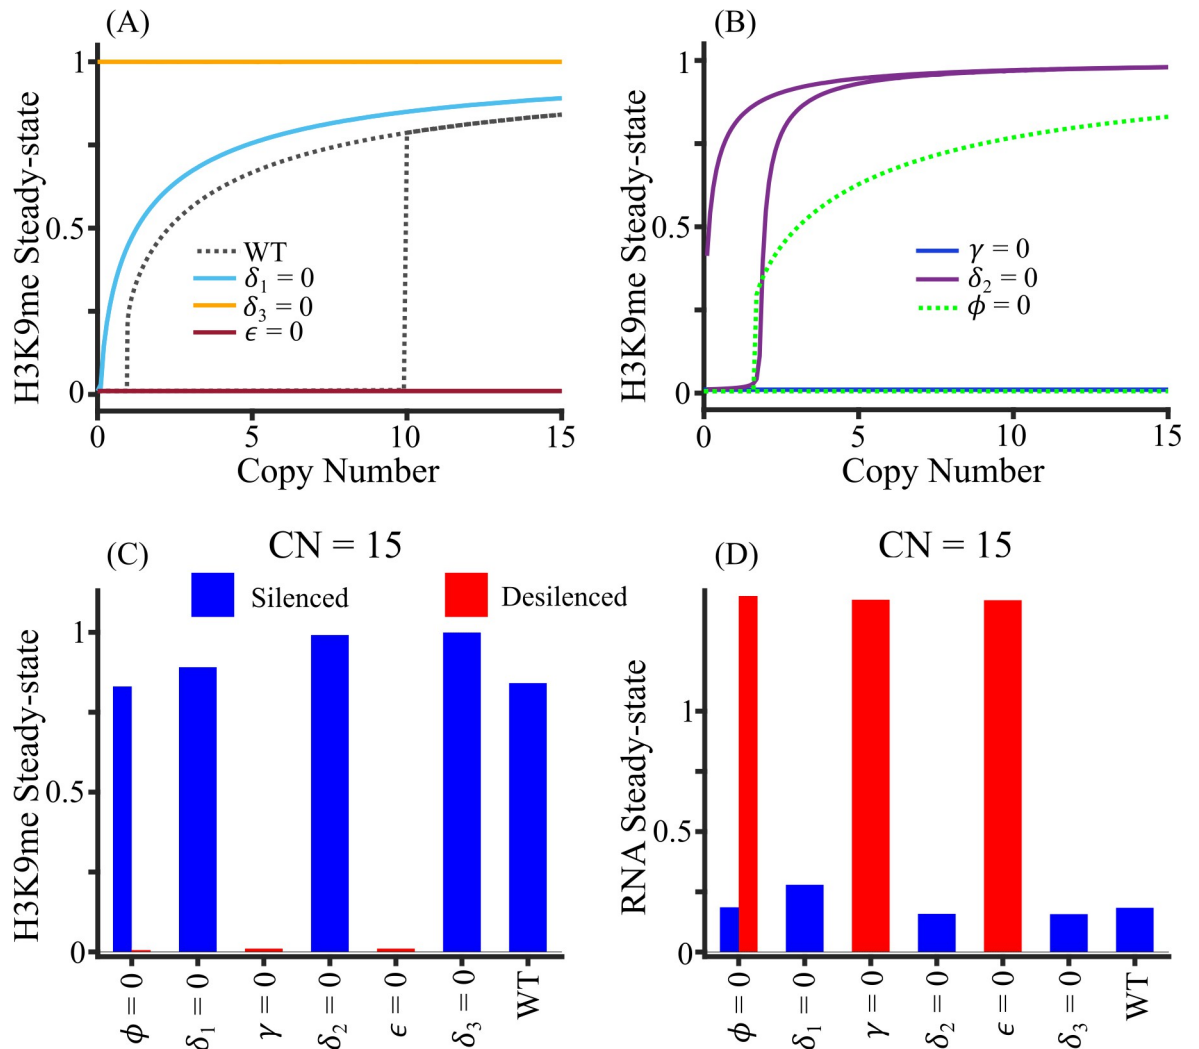 (A)
H3K9me Steady-state
1
0.5
0
WT
δ₁ = 0
δ₃ = 0
ϵ = 0
0 5 10 15
Copy Number
(B)
H3K9me Steady-state
1
0.5
0
γ = 0
δ₂ = 0
ϕ = 0
0 5 10 15
Copy Number
(C)
CN = 15
Silenced
Desilenced
H3K9me Steady-state
1
0.5
0
ϕ = 0
δ₁ = 0
γ = 0
δ₂ = 0
ϵ = 0
δ₃ = 0
WT
(D)
CN = 15
RNA Steady-state
1
0.5
0
ϕ = 0
δ₁ = 0
γ = 0
δ₂ = 0
ϵ = 0
δ₃ = 0
WT